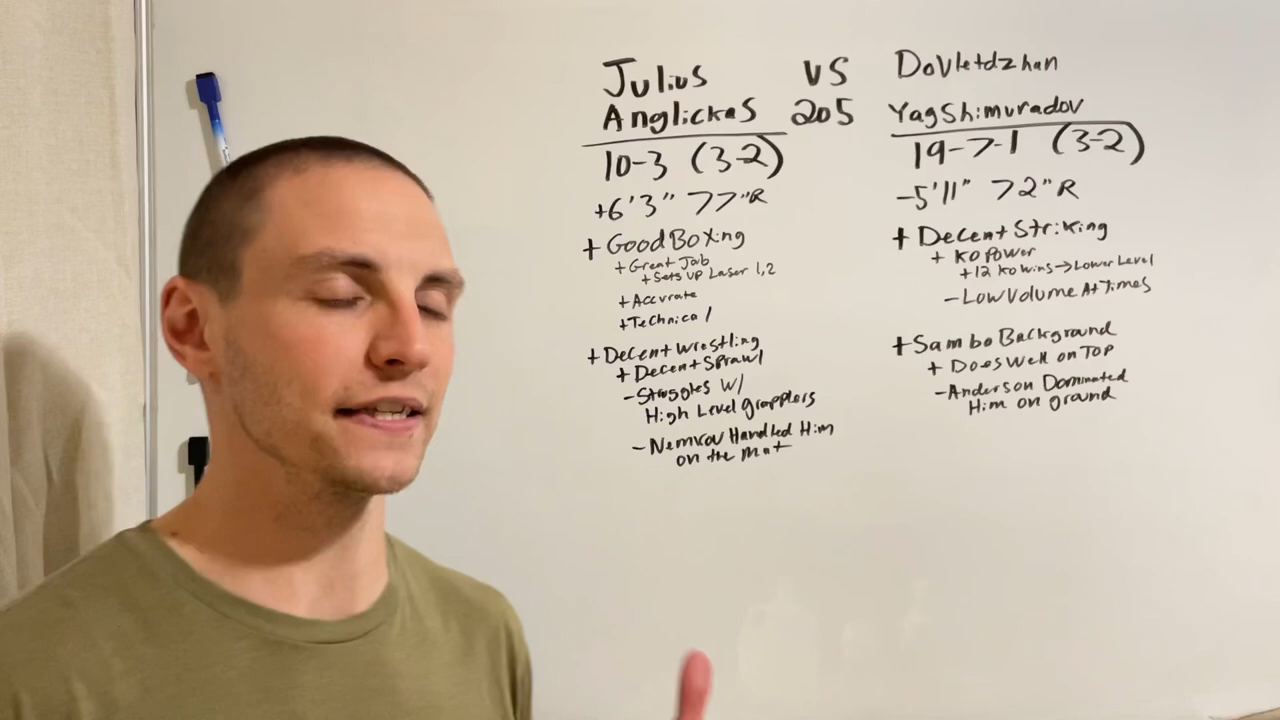 Julius VS Dovletdzhan
Anglickas 205 Yagshimuradov
10-3 (3-2)
+6'3" 77"R
+ Good Boxing
+ Great Jab
+ Sets up Laser 1,2
+ Accurate
+ Technical
+ Decent wrestling
+ Decent Sprawl
- Struggles w/
High Level grapplers
- Nemkov Handled Him
on the mat
19-7-1 (3-2)
-5'11" 72"R
+ Decent Striking
+ KO Power
+ 12 KO wins → Lower Level
- Low Volume At Times
+ Sambo Background
+ Does Well on Top
- Anderson Dominated
Him on ground